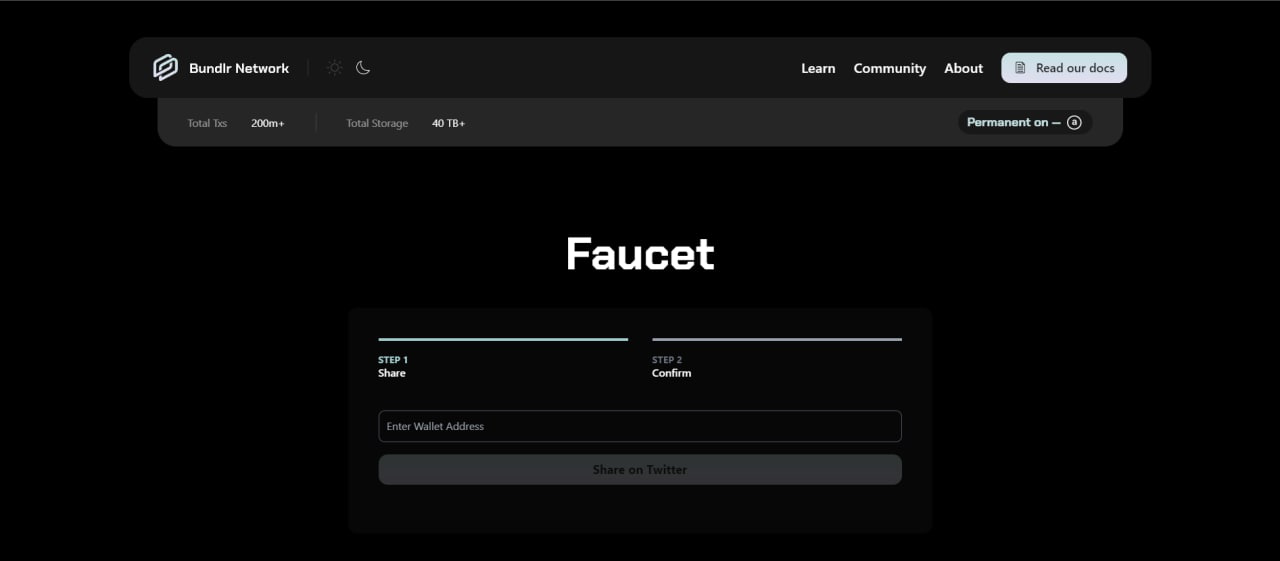 Bundlr Network
Learn Community About Read our docs
Total Txs 200m+ Total Storage 40 TB+ Permanent on — a
Faucet
STEP 1 STEP 2
Share Confirm
Enter Wallet Address
Share on Twitter